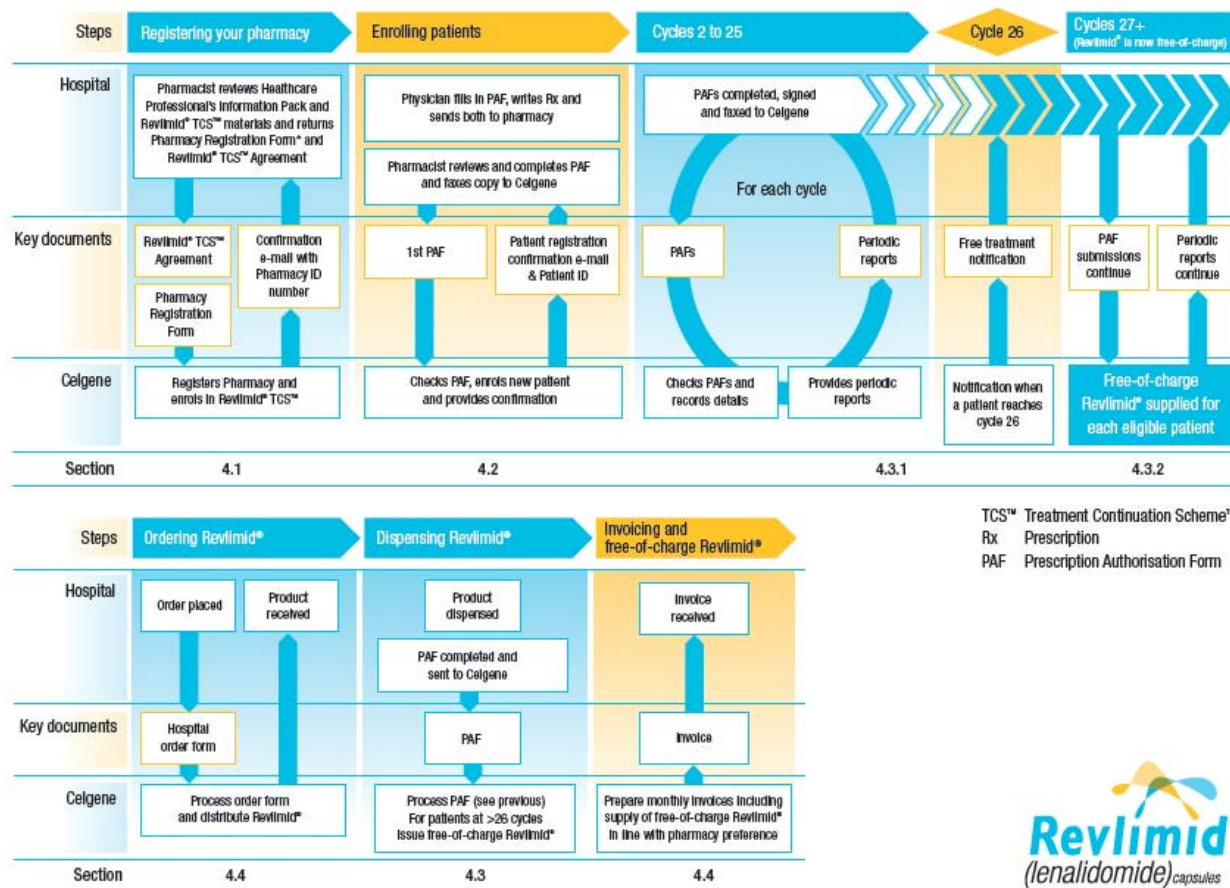 Steps
Registering your pharmacy
Enrolling patients
Cycles 2 to 25
Cycle 26
Cycles 27+
(Revlimid® is now free-of-charge)
Hospital
Pharmacist reviews Healthcare
Professional's Information Pack and
Revlimid® TCS™ materials and returns
Pharmacy Registration Form* and
Revlimid® TCS™ Agreement
Physician fills in PAF, writes Rx and
sends both to pharmacy
Pharmacist reviews and completes PAF
and faxes copy to Celgene
PAFs completed, signed
and faxed to Celgene
For each cycle
Key documents
Revlimid® TCS™
Agreement
Pharmacy
Registration
Form
Confirmation
e-mail with
Pharmacy ID
number
1st PAF
Patient registration
confirmation e-mail
& Patient ID
PAFs
Periodic
reports
Free treatment
notification
PAF
submissions
continue
Periodic
reports
continue
Celgene
Registers Pharmacy and
enrols in Revlimid® TCS™
Checks PAF, enrols new patient
and provides confirmation
Checks PAFs and
records details
Provides periodic
reports
Notification when
a patient reaches
cycle 26
Free-of-charge
Revlimid® supplied for
each eligible patient
Section
4.1
4.2
4.3.1
4.3.2
Steps
Ordering Revlimid®
Dispensing Revlimid®
Invoicing and
free-of-charge Revlimid®
Hospital
Order placed
Product
received
Product
dispensed
PAF completed and
sent to Celgene
Invoice
received
Key documents
Hospital
order form
PAF
Invoice
Celgene
Process order form
and distribute Revlimid®
Process PAF (see previous)
For patients at >26 cycles
issue free-of-charge Revlimid®
Prepare monthly invoices including
supply of free-of-charge Revlimid®
in line with pharmacy preference
Section
4.4
4.3
4.4
TCS™ Treatment Continuation Scheme
Rx Prescription
PAF Prescription Authorisation Form
Revlimid
(lenalidomide) capsules